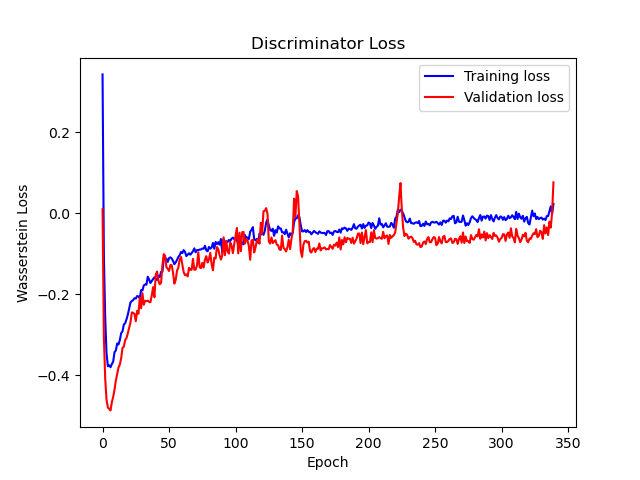 Discriminator Loss
Training loss
Validation loss
0.2
0.0
−0.2
−0.4
Wasserstein Loss
0 50 100 150 200 250 300 350
Epoch